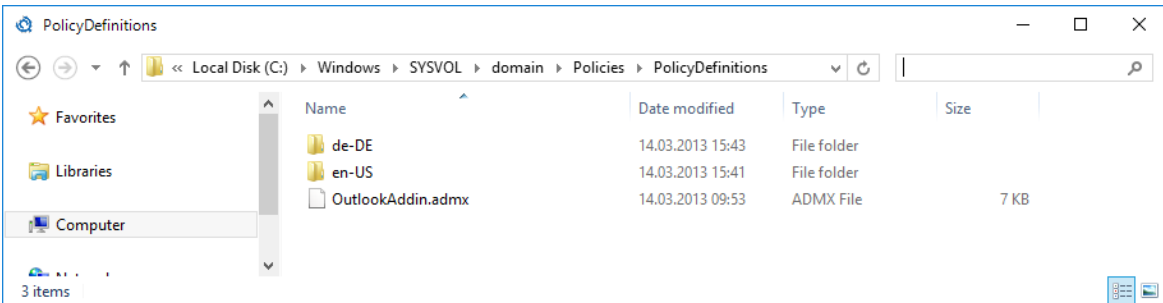 PolicyDefinitions
« Local Disk (C:) Windows SYSVOL domain Policies PolicyDefinitions
Name Date modified Type Size
Favorites
de-DE 14.03.2013 15:43 File folder
Libraries
en-US 14.03.2013 15:41 File folder
OutlookAddin.admx 14.03.2013 09:53 ADMX File 7 KB
Computer
3 items